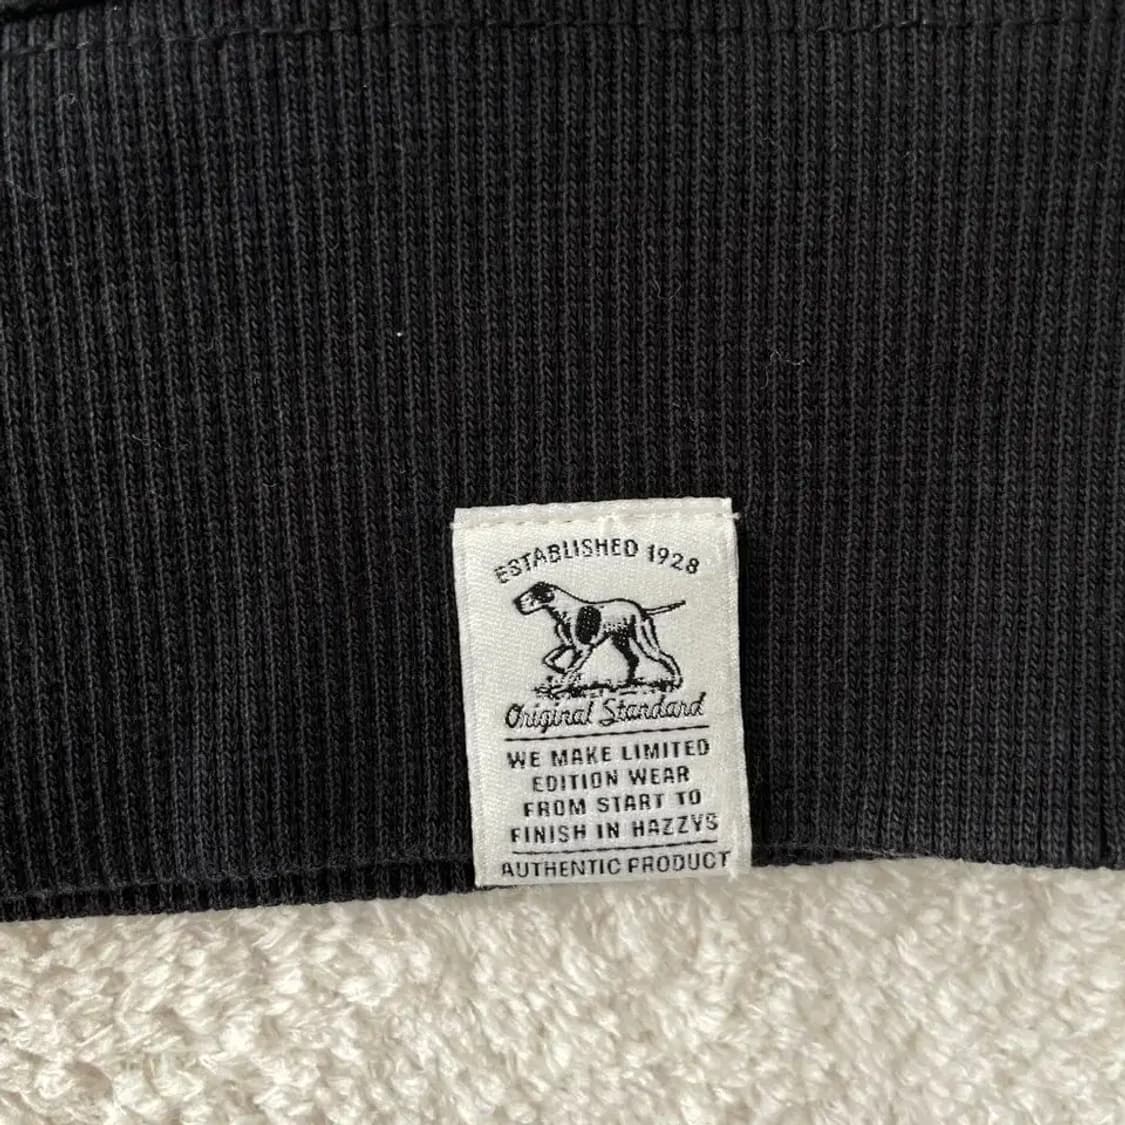 ESTABLISHED 1928
Original Standard
WE MAKE LIMITED
EDITION WEAR
FROM START TO
FINISH IN HAZZYS
AUTHENTIC PRODUCT